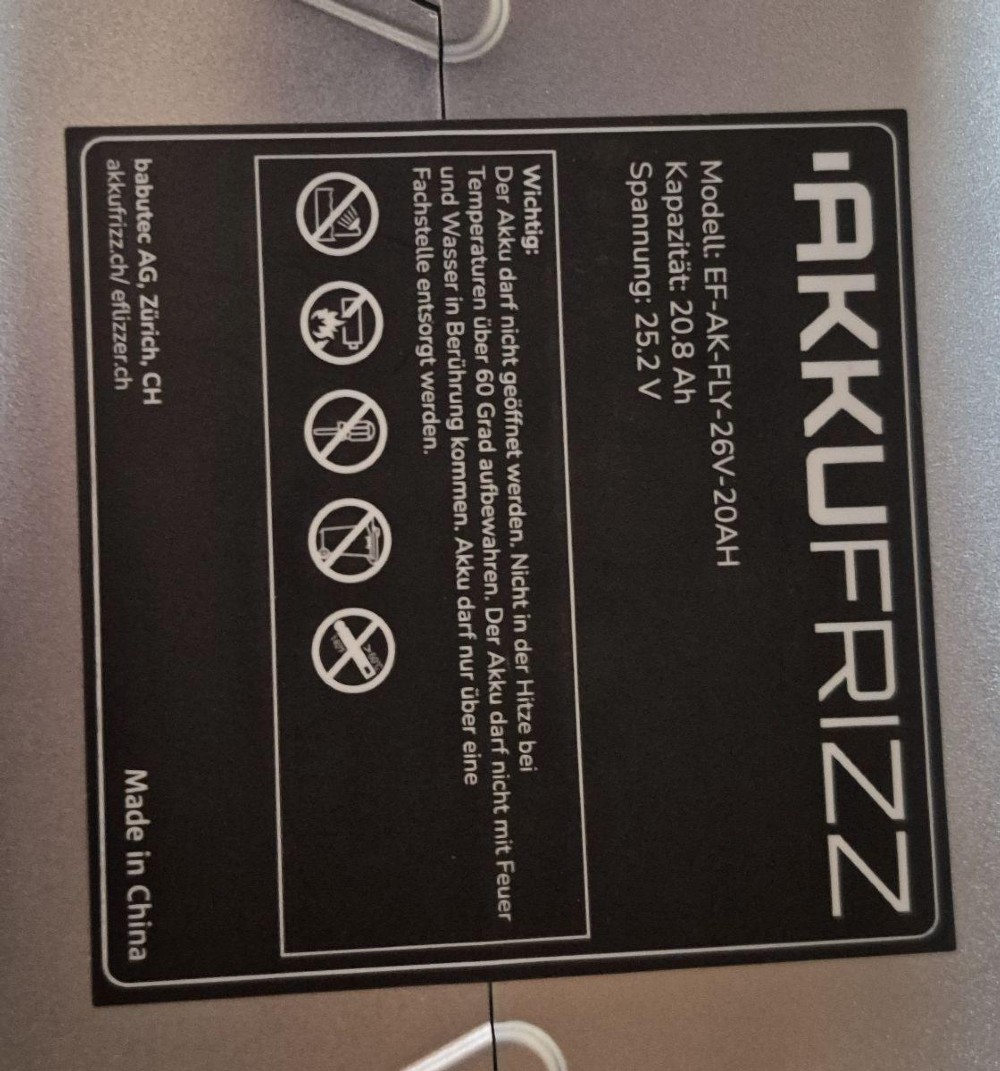 'AKKUFRIZZ
Modell: EF-AK-FLY-26V-20AH
Kapazität: 20.8 Ah
Spannung: 25.2 V
Wichtig:
Der Akku darf nicht geöffnet werden. Nicht in der Hitze bei
Temperaturen über 60 Grad aufbewahren. Der Akku darf nicht mit Feuer
und Wasser in Berührung kommen. Akku darf nur über eine
Fachstelle entsorgt werden.
babutec AG, Zürich, CH
akkufrizz.ch/ eflizzer.ch
Made in China